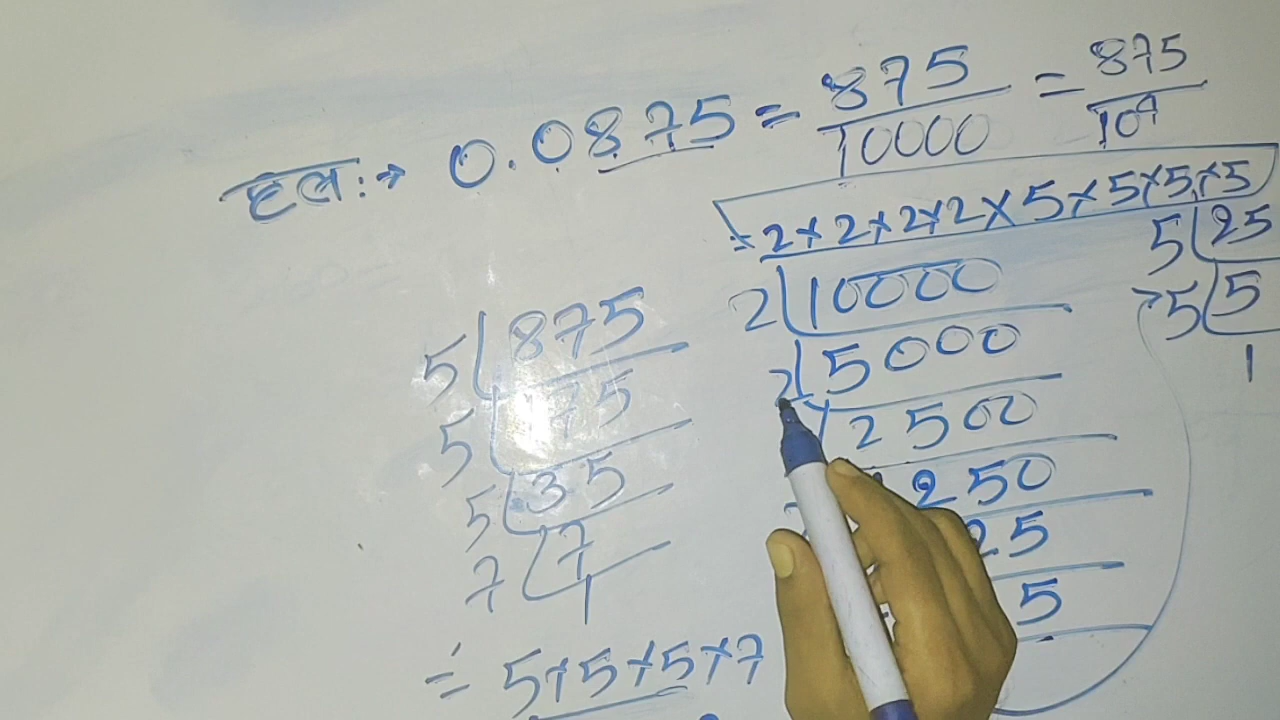 हल:→ 0.0875 = 875/10000 = 875/10⁴
= 2×2×2×2×5×5×5×5
5 | 875
5 | 175
5 | 35
7 | 7
1
= 5×5×5×7
2 | 10000
2 | 5000
2500
250
25
5
5 | 25
5 | 5
1